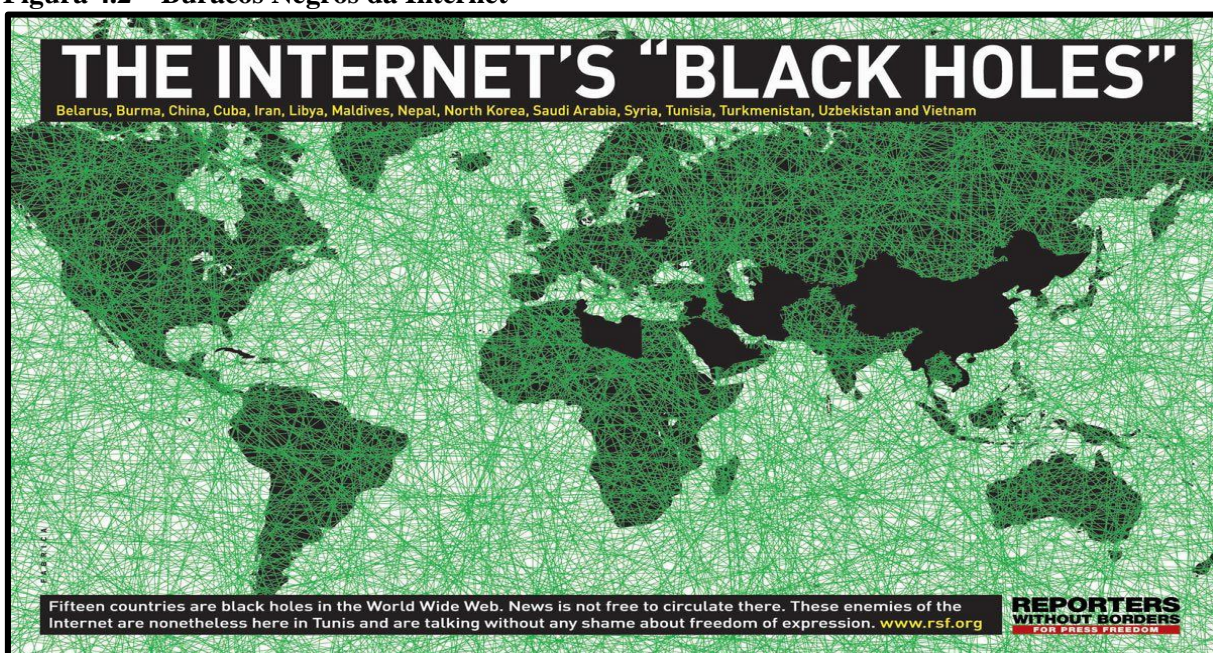 Figura 4.2 – Buracos Negros da Internet
THE INTERNET'S “BLACK HOLES”
Belarus, Burma, China, Cuba, Iran, Libya, Maldives, Nepal, North Korea, Saudi Arabia, Syria, Tunisia, Turkmenistan, Uzbekistan and Vietnam
FABRICA
Fifteen countries are black holes in the World Wide Web. News is not free to circulate there. These enemies of the
Internet are nonetheless here in Tunis and are talking without any shame about freedom of expression. www.rsf.org
REPORTERS
WITHOUT BORDERS
FOR PRESS FREEDOM